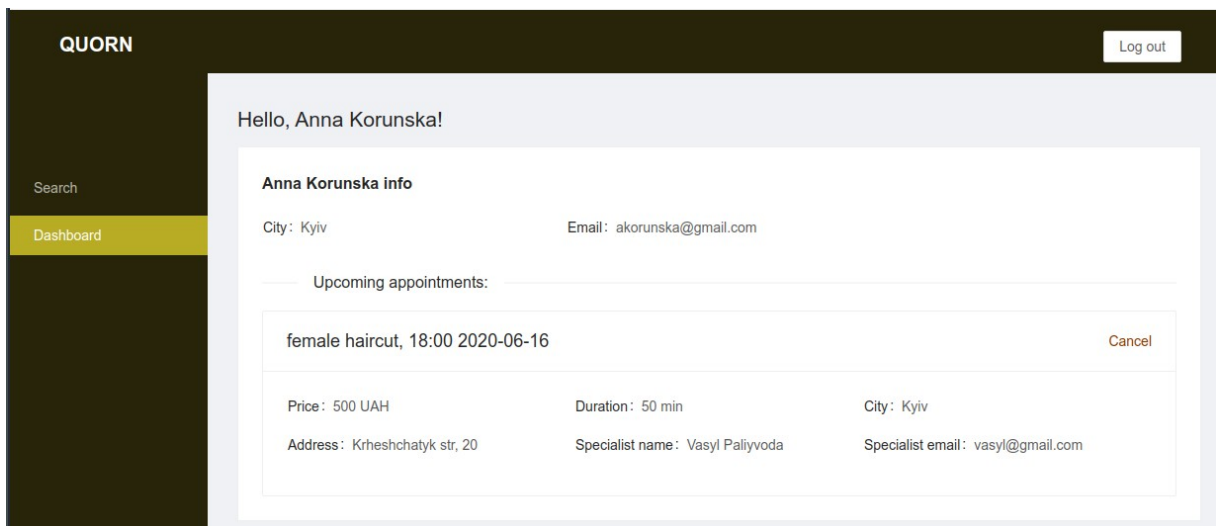 QUORN
Log out
Hello, Anna Korunska!
Search
Dashboard
Anna Korunska info
City: Kyiv Email: akorunska@gmail.com
Upcoming appointments:
female haircut, 18:00 2020-06-16 Cancel
Price: 500 UAH Duration: 50 min City: Kyiv
Address: Krheshchatyk str, 20 Specialist name: Vasyl Paliyvoda Specialist email: vasyl@gmail.com